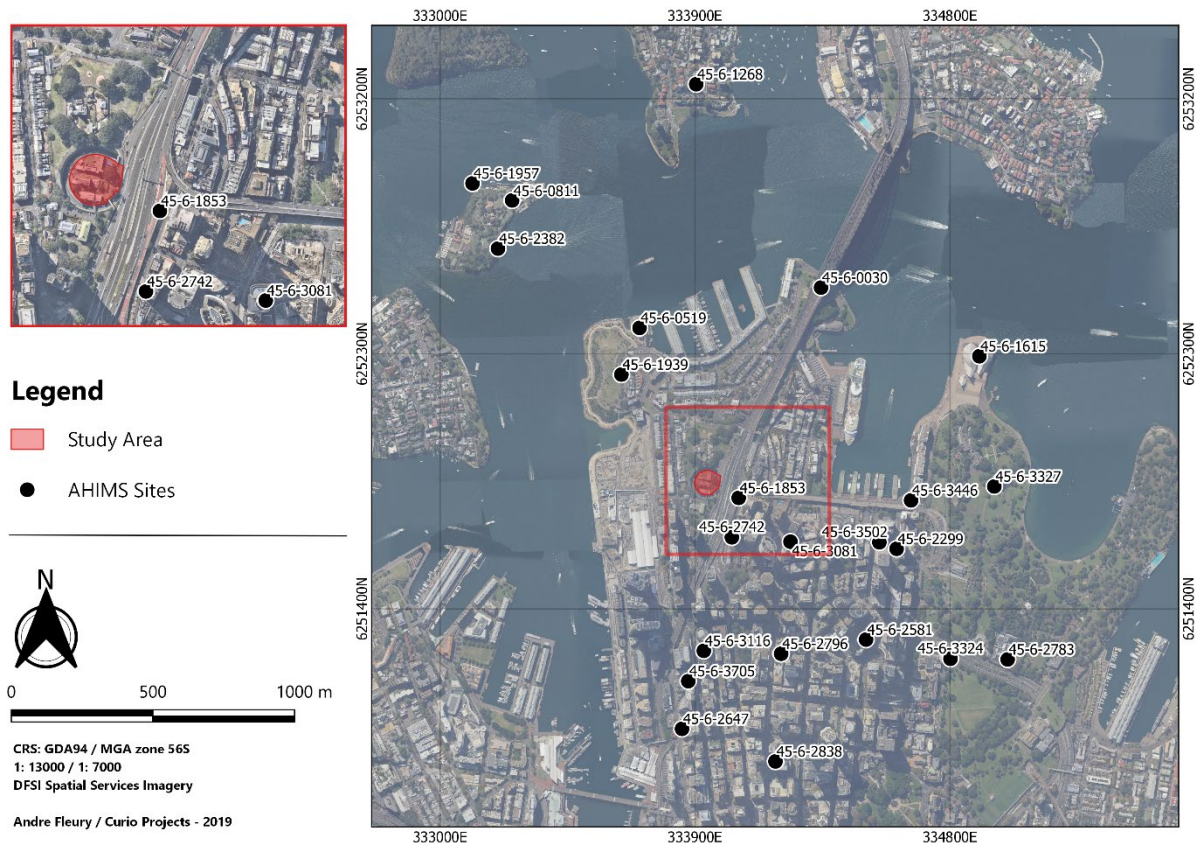 333000E
333900E
334800E
45-6-1268
6253200N
6253200N
45-6-1957
45-6-0811
45-6-1853
45-6-2382
45-6-2742
45-6-3081
45-6-0030
45-6-0519
6252300N
6252300N
45-6-1615
45-6-1939
Legend
Study Area
AHIMS Sites
45-6-3327
45-6-1853
45-6-3446
45-6-2742
45-6-3502
45-6-2299
45-6-3081
N
6251400N
6251400N
45-6-2581
45-6-3116
45-6-2796
45-6-3324
45-6-2783
45-6-3705
0
500
1000 m
45-6-2647
45-6-2838
CRS: GDA94 / MGA zone 56S
1: 13000 / 1: 7000
DFSI Spatial Services Imagery
Andre Fleury / Curio Projects - 2019
333000E
333900E
334800E